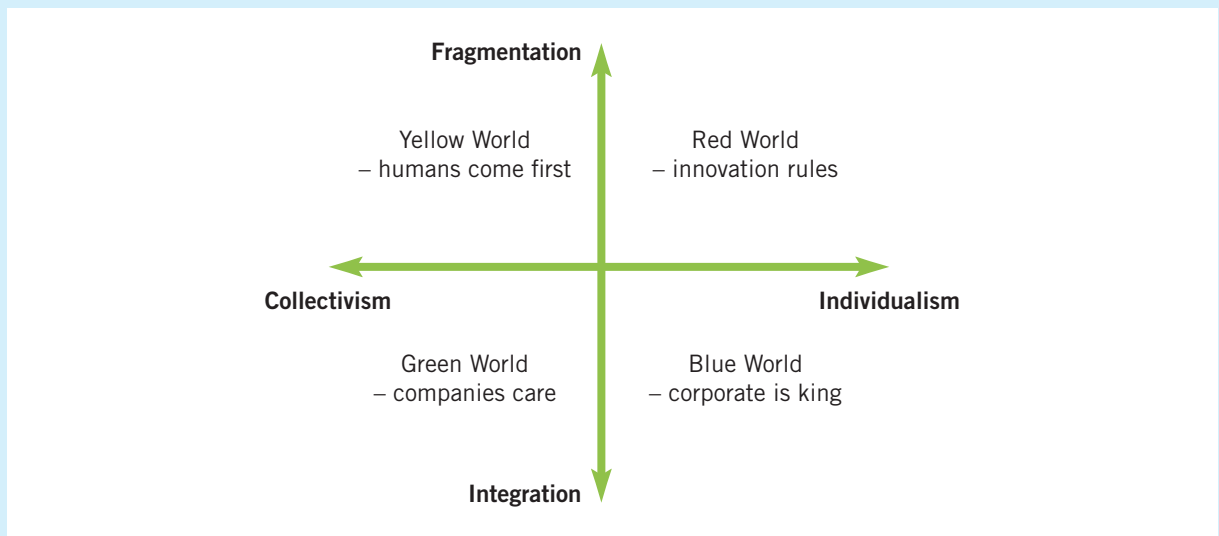 Fragmentation
Yellow World
– humans come first
Red World
– innovation rules
Collectivism
Individualism
Green World
– companies care
Blue World
– corporate is king
Integration